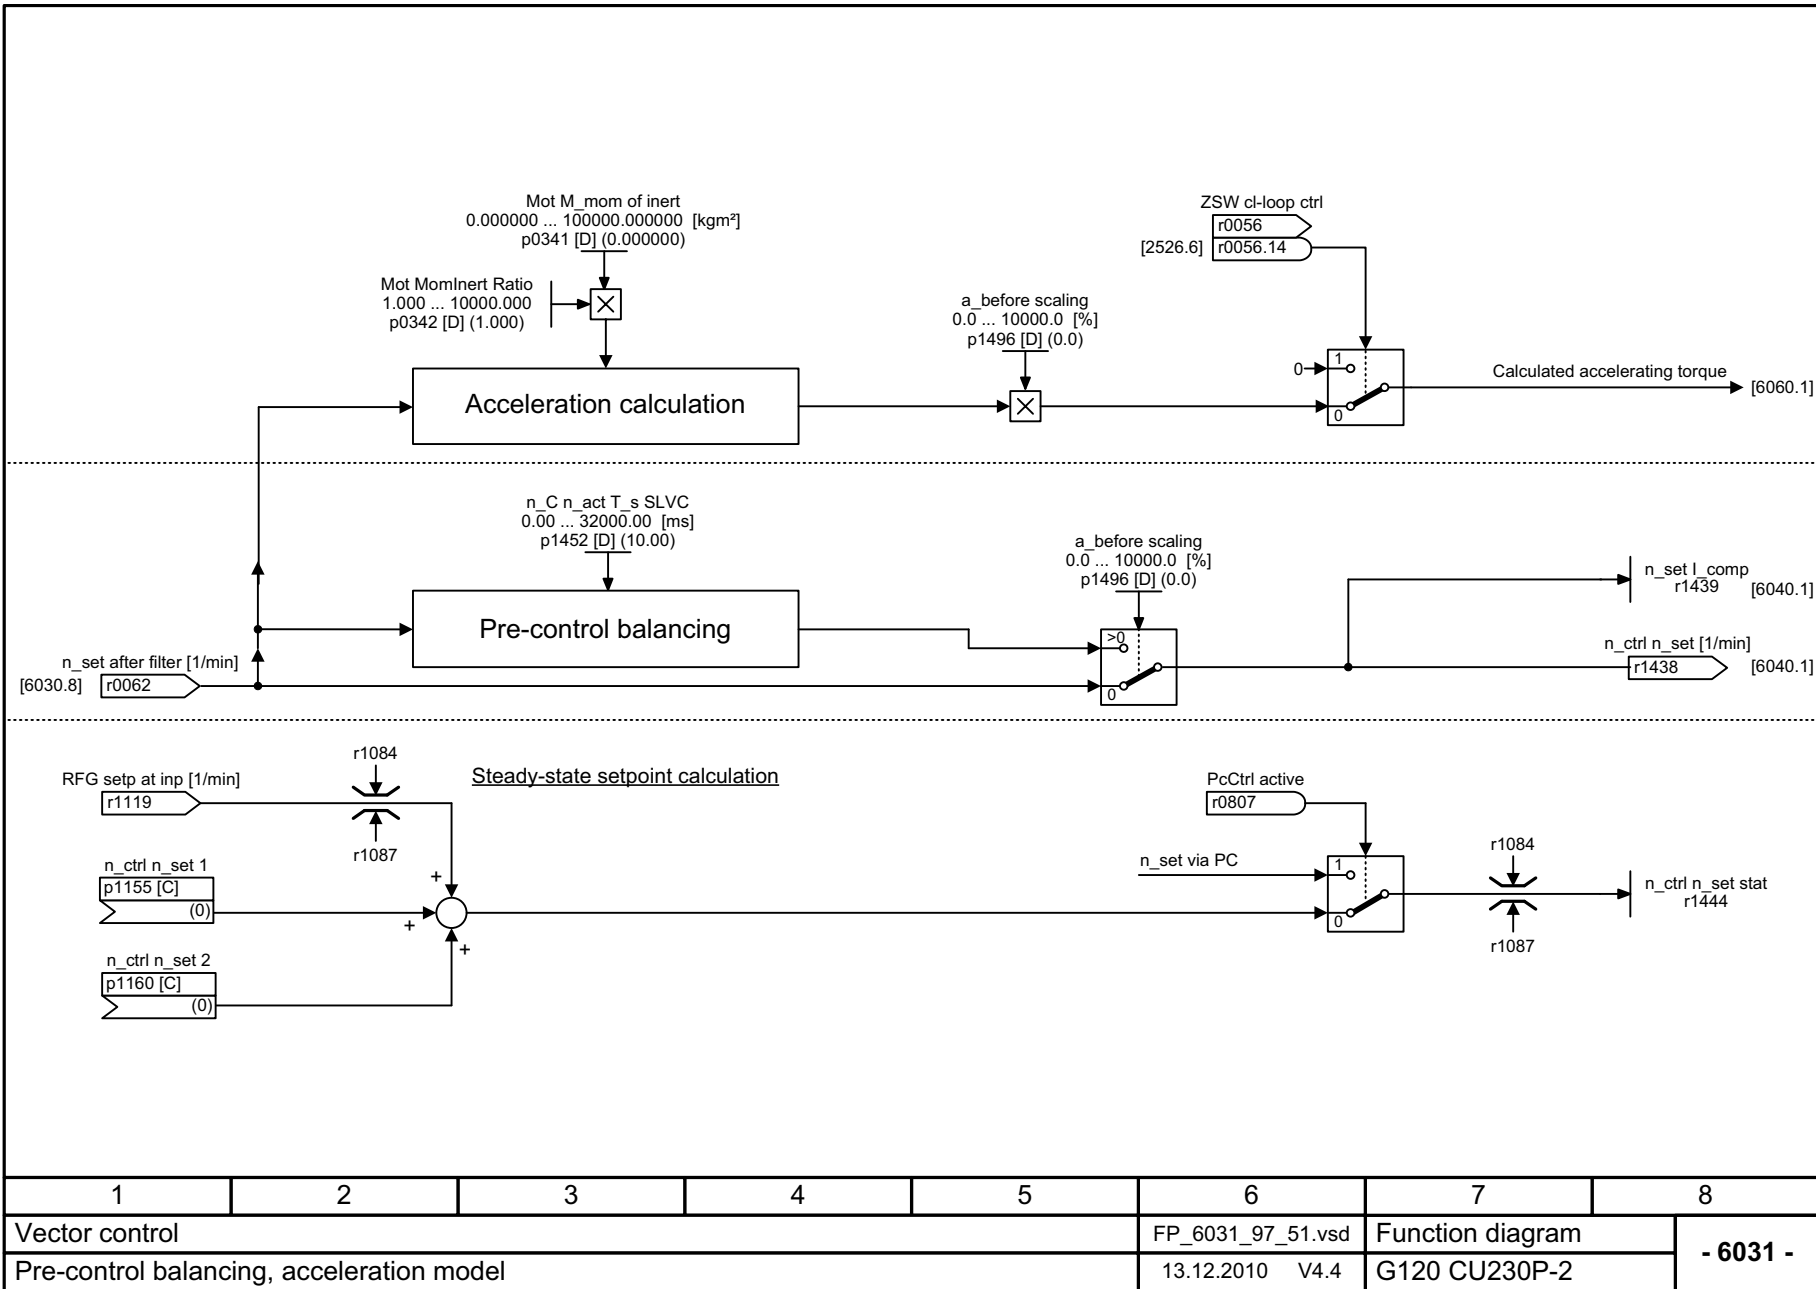 Mot M_mom of inert
0.000000 ... 100000.000000 [kgm²]
p0341 [D] (0.000000)
Mot MomInert Ratio
1.000 ... 10000.000
p0342 [D] (1.000)
Acceleration calculation
a_before scaling
0.0 ... 10000.0 [%]
p1496 [D] (0.0)
ZSW cl-loop ctrl
r0056
[2526.6] r0056.14
0
1
0
Calculated accelerating torque
[6060.1]
n_C n_act T_s SLVC
0.00 ... 32000.00 [ms]
p1452 [D] (10.00)
Pre-control balancing
n_set after filter [1/min]
[6030.8] r0062
a_before scaling
0.0 ... 10000.0 [%]
p1496 [D] (0.0)
>0
0
n_set I_comp
r1439 [6040.1]
n_ctrl n_set [1/min]
r1438 [6040.1]
Steady-state setpoint calculation
RFG setp at inp [1/min]
r1119
r1084
r1087
n_ctrl n_set 1
p1155 [C]
(0)
n_ctrl n_set 2
p1160 [C]
(0)
+
+
+
PcCtrl active
r0807
n_set via PC
1
0
r1084
r1087
n_ctrl n_set stat
r1444
1 2 3 4 5 6 7 8
Vector control FP_6031_97_51.vsd Function diagram
- 6031 -
Pre-control balancing, acceleration model 13.12.2010 V4.4 G120 CU230P-2